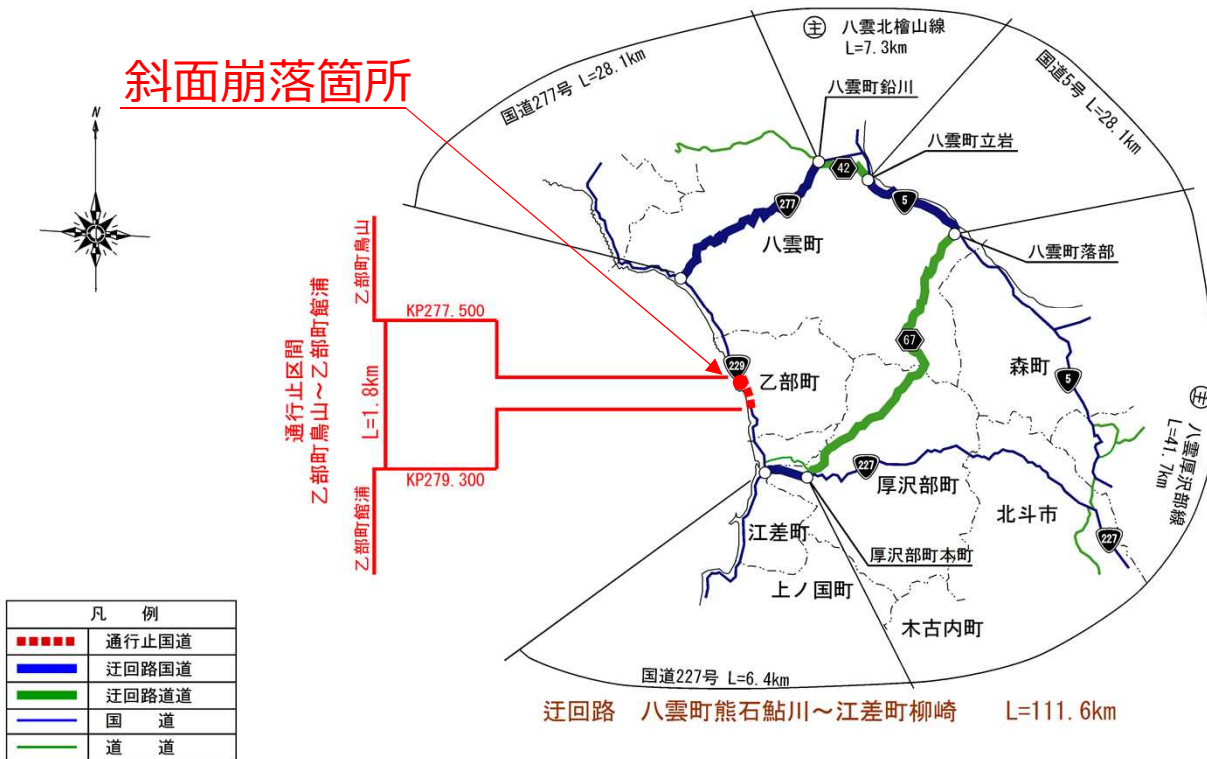 斜面崩落箇所
N
国道277号 L=28.1km
主 八雲北檜山線
L=7.3km
国道5号 L=28.1km
八雲町鉛川
八雲町立岩
八雲町落部
42
5
277
八雲町
乙部町鳥山
KP277.500
通行止区間
乙部町鳥山～乙部町館浦
L=1.8km
KP279.300
乙部町館浦
229
乙部町
67
森町
5
主 八雲厚沢部線
L=41.7km
227
厚沢部町
北斗市
227
江差町
厚沢部町本町
上ノ国町
木古内町
国道227号 L=6.4km
迂回路 八雲町熊石鮎川～江差町柳崎 L=111.6km
凡 例
通行止国道
迂回路国道
迂回路道道
国 道
道 道